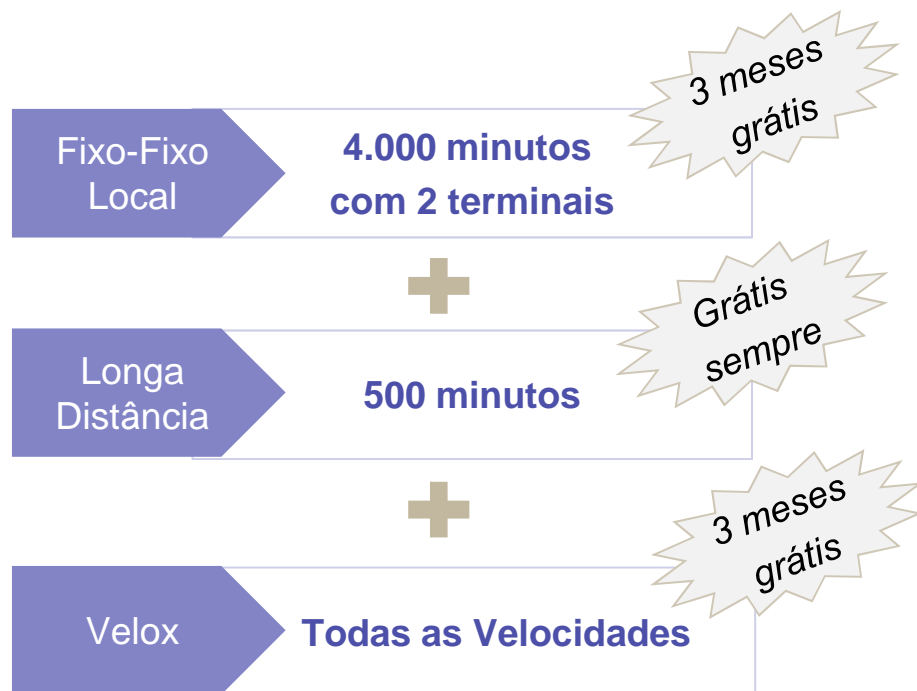 3 meses
grátis
Fixo-Fixo
Local
4.000 minutos
com 2 terminais
Grátis
sempre
Longa
Distância
500 minutos
3 meses
grátis
Velox
Todas as Velocidades